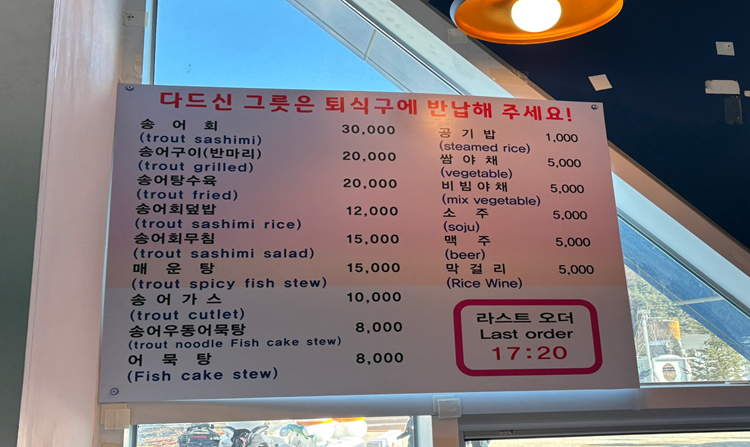 다드신 그릇은 퇴식구에 반납해 주세요!
송 어 회 30,000
(trout sashimi)
송어구이(반마리) 20,000
(trout grilled)
송어탕수육 20,000
(trout fried)
송어회덮밥 12,000
(trout sashimi rice)
송어회무침 15,000
(trout sashimi salad)
매 운 탕 15,000
(trout spicy fish stew)
송 어 가 스 10,000
(trout cutlet)
송어우동어묵탕 8,000
(trout noodle Fish cake stew)
어 묵 탕 8,000
(Fish cake stew)
공 기 밥 1,000
(steamed rice)
쌈 야 채 5,000
(vegetable)
비빔야채 5,000
(mix vegetable)
소 주 5,000
(soju)
맥 주 5,000
(beer)
막 걸 리 5,000
(Rice Wine)
라스트 오더
Last order
17:20